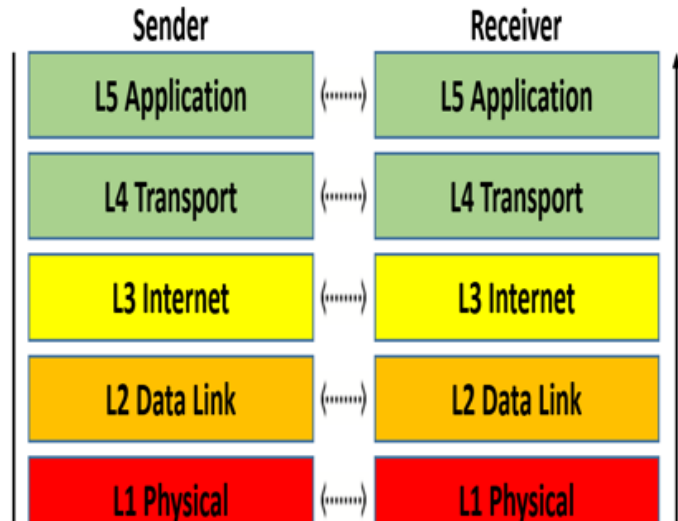 Sender Receiver
L5 Application L5 Application
L4 Transport L4 Transport
L3 Internet L3 Internet
L2 Data Link L2 Data Link
L1 Physical L1 Physical